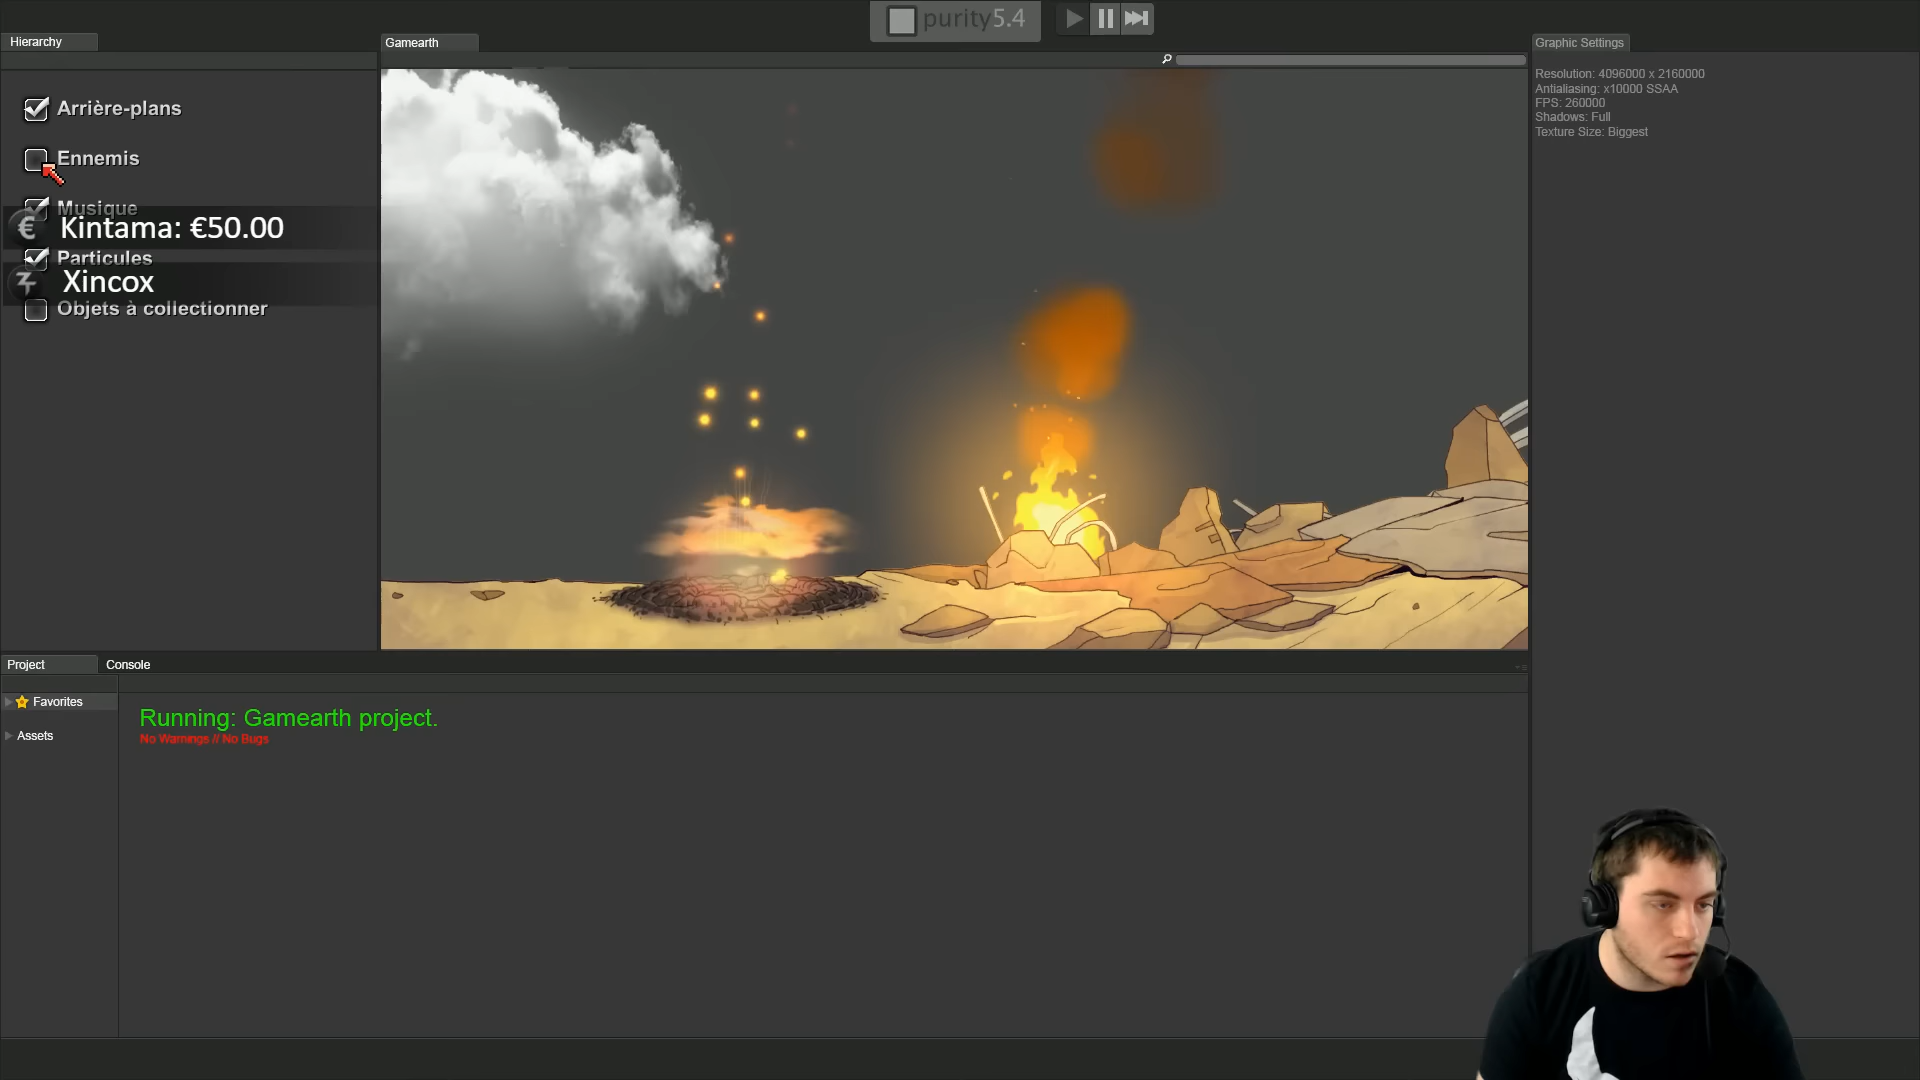 purity5.4
Hierarchy
Gamearth
Graphic Settings
Resolution: 4096000 x 2160000
Antialiasing: x10000 SSAA
FPS: 260000
Shadows: Full
Texture Size: Biggest
Arrière-plans
Ennemis
Musique
€ Kintama: €50.00
Particules
Xincox
Objets à collectionner
Project
Console
Favorites
Assets
Running: Gamearth project.
No Warnings // No Bugs